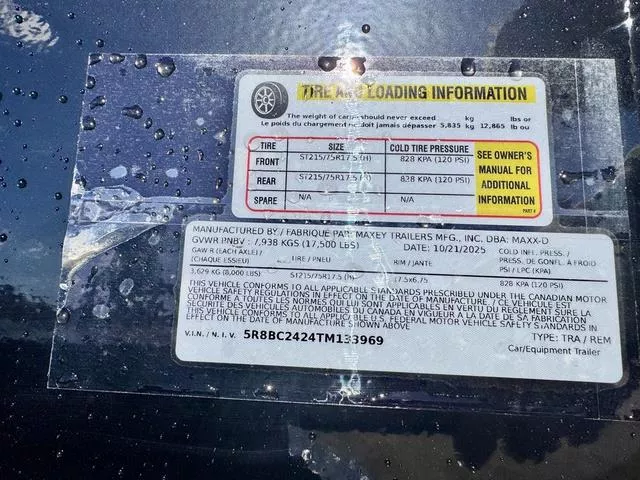 TIRE AND LOADING INFORMATION
The weight of cargo should never exceed kg lbs or
Le poids du chargement ne doit jamais dépasser 5,835 kg 12,865 lb ou
TIRE SIZE COLD TIRE PRESSURE
FRONT ST215/75R17.5 (H) 828 KPA (120 PSI)
REAR ST215/75R17.5 (H) 828 KPA (120 PSI)
SPARE N/A N/A
SEE OWNER'S
MANUAL FOR
ADDITIONAL
INFORMATION
PART #
MANUFACTURED BY / FABRIQUE PAR: MAXEY TRAILERS MFG., INC. DBA: MAXX-D
GVWR PNBV : 7,938 KGS (17,500 LBS) DATE: 10/21/2025
GAW R (EACH AXLE) / TIRE / PNEU RIM / JANTE COLD INFL. PRESS. /
(CHAQUE ESSIEU) PRESS. DE GONFL. A FROID
PSI / LPC (KPA)
3,629 KG (8,000 LBS) ST215/75R17.5 (H) 17.5x6.75 828 KPA (120 PSI)
THIS VEHICLE CONFORMS TO ALL APPLICABLE STANDARDS PRESCRIBED UNDER THE CANADIAN MOTOR
VEHICLE SAFETY REGULATIONS IN EFFECT ON THE DATE OF MANUFACTURE / CE VEHICULE EST
CONFORME A TOUTES LES NORMES QUI LUI SONT APPLICABLES EN VERTU DU REGLEMENT SUR LA
SECURITE DES VEHICULES AUTOMOBILES DU CANADA EN VIGUEUR A LA DATE DE SA FABRICATION
THIS VEHICLE CONFORMS TO ALL APPLICABLE U.S. FEDERAL MOTOR VEHICLE SAFETY STANDARDS IN
EFFECT ON THE DATE OF MANUFACTURE SHOWN ABOVE
V.I.N. / N.I.V. 5R8BC2424TM133969 TYPE: TRA / REM
Car/Equipment Trailer